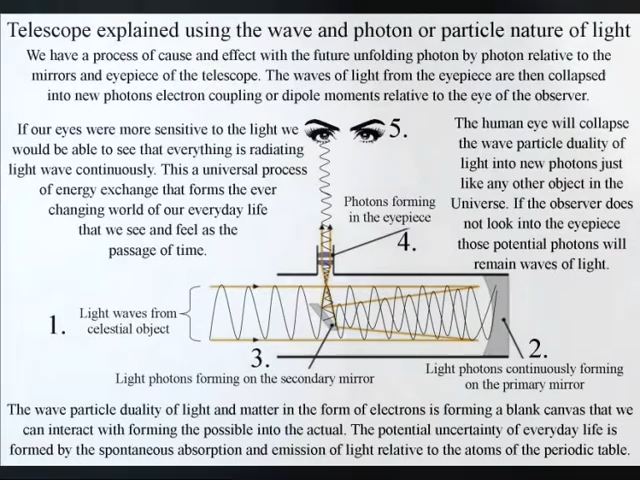 Telescope explained using the wave and photon or particle nature of light
We have a process of cause and effect with the future unfolding photon by photon relative to the
mirrors and eyepiece of the telescope. The waves of light from the eyepiece are then collapsed
into new photons electron coupling or dipole moments relative to the eye of the observer.
If our eyes were more sensitive to the light we
would be able to see that everything is radiating
light wave continuously. This a universal process
of energy exchange that forms the ever
changing world of our everyday life
that we see and feel as the
passage of time.
5.
The human eye will collapse
the wave particle duality of
light into new photons just
like any other object in the
Universe. If the observer does
not look into the eyepiece
those potential photons will
remain waves of light.
Photons forming
in the eyepiece
4.
1.
Light waves from
celestial object
3.
Light photons forming on the secondary mirror
2.
Light photons continuously forming
on the primary mirror
The wave particle duality of light and matter in the form of electrons is forming a blank canvas that we
can interact with forming the possible into the actual. The potential uncertainty of everyday life is
formed by the spontaneous absorption and emission of light relative to the atoms of the periodic table.